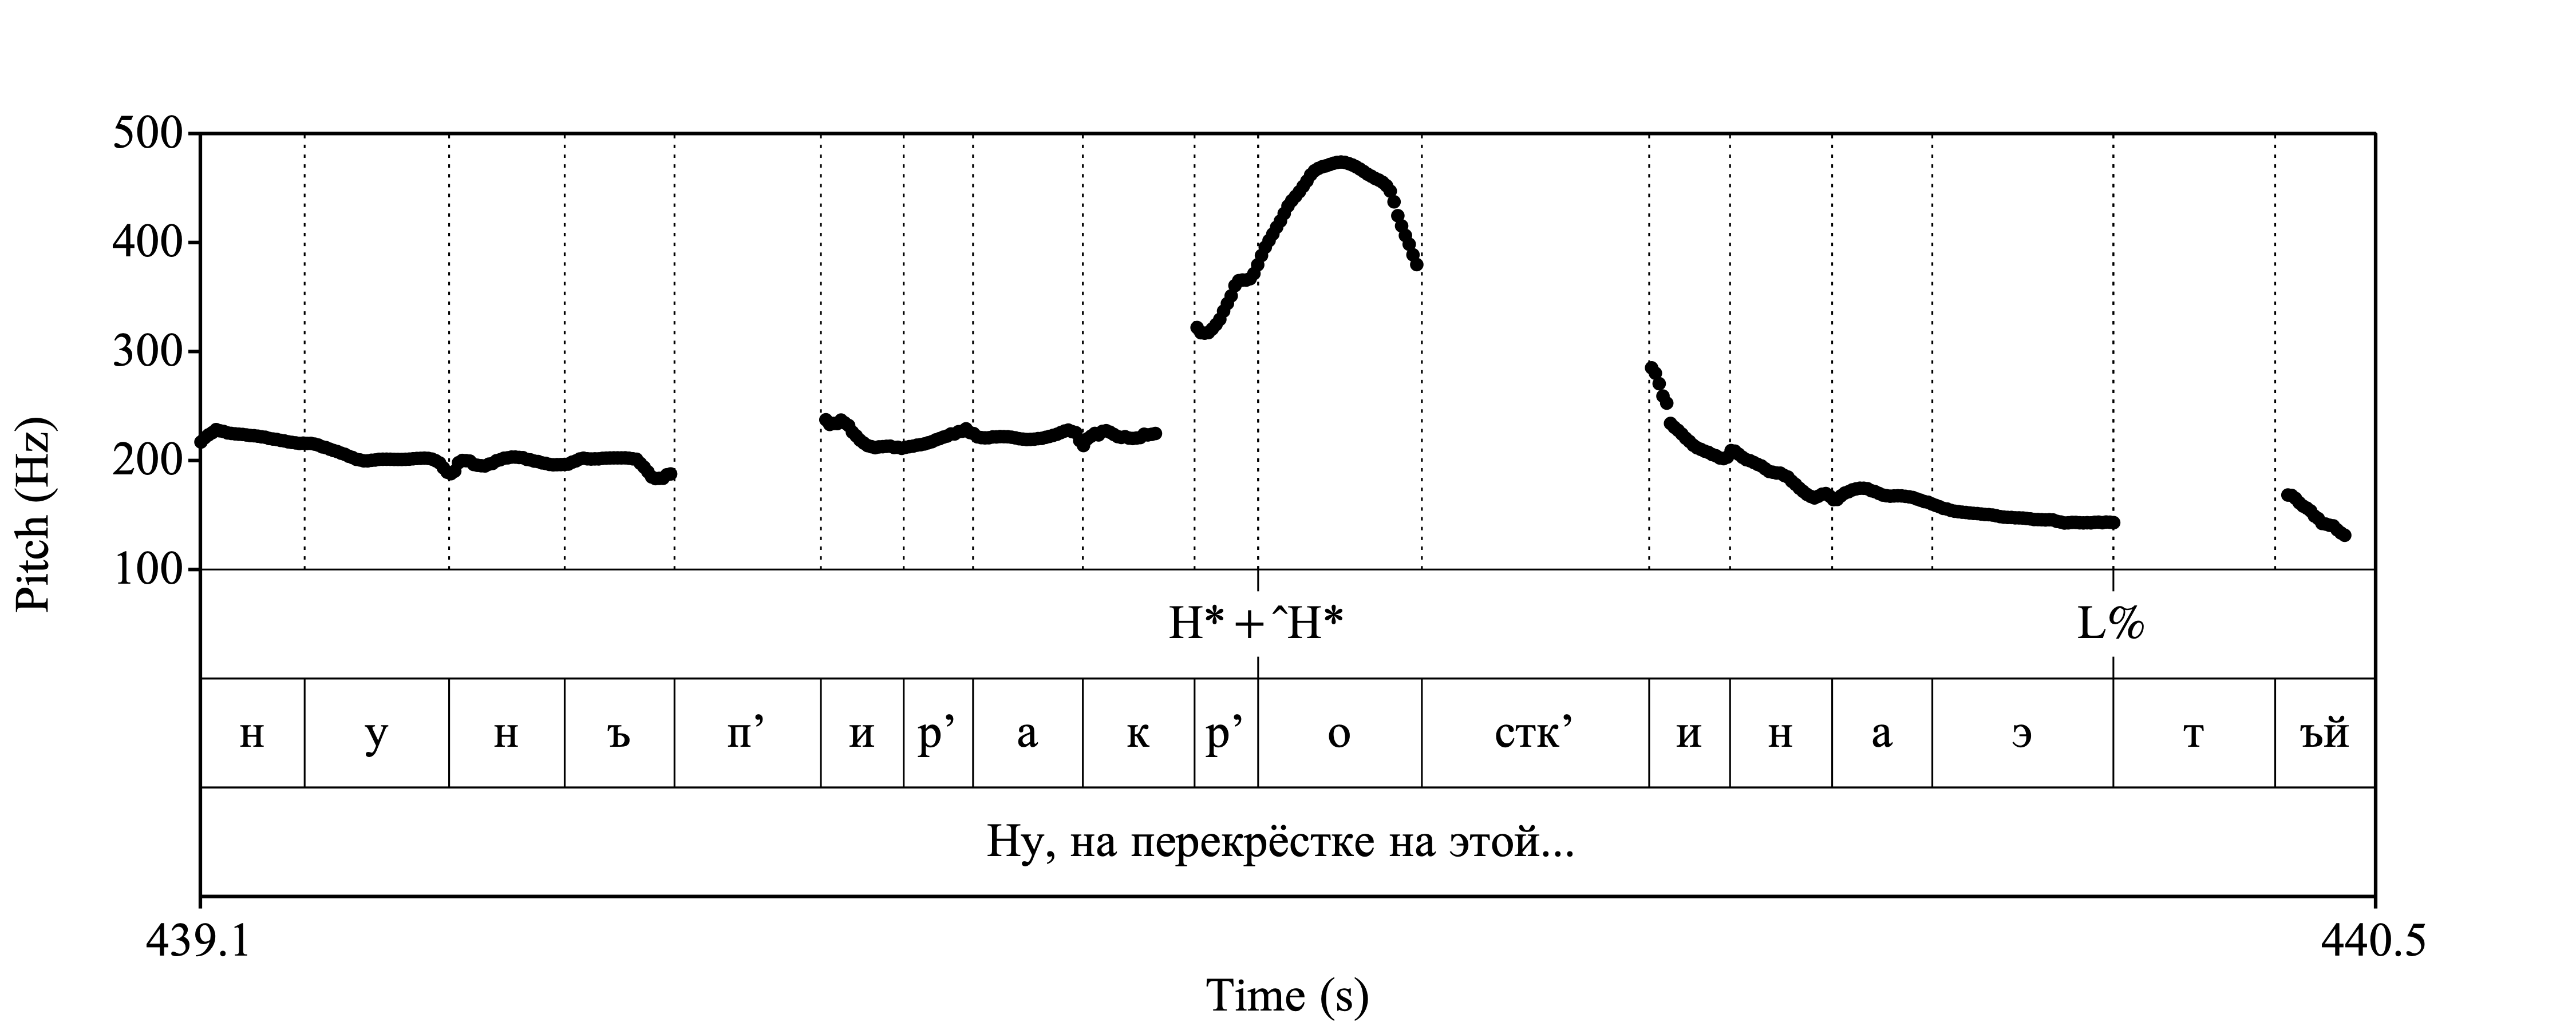 500
400
300
200
100
Pitch (Hz)
H* + ^H* L%
н у н ъ п’ и р’ а к р’ о стк’ и н а э т ъй
Ну, на перекрёстке на этой...
439.1 440.5
Time (s)